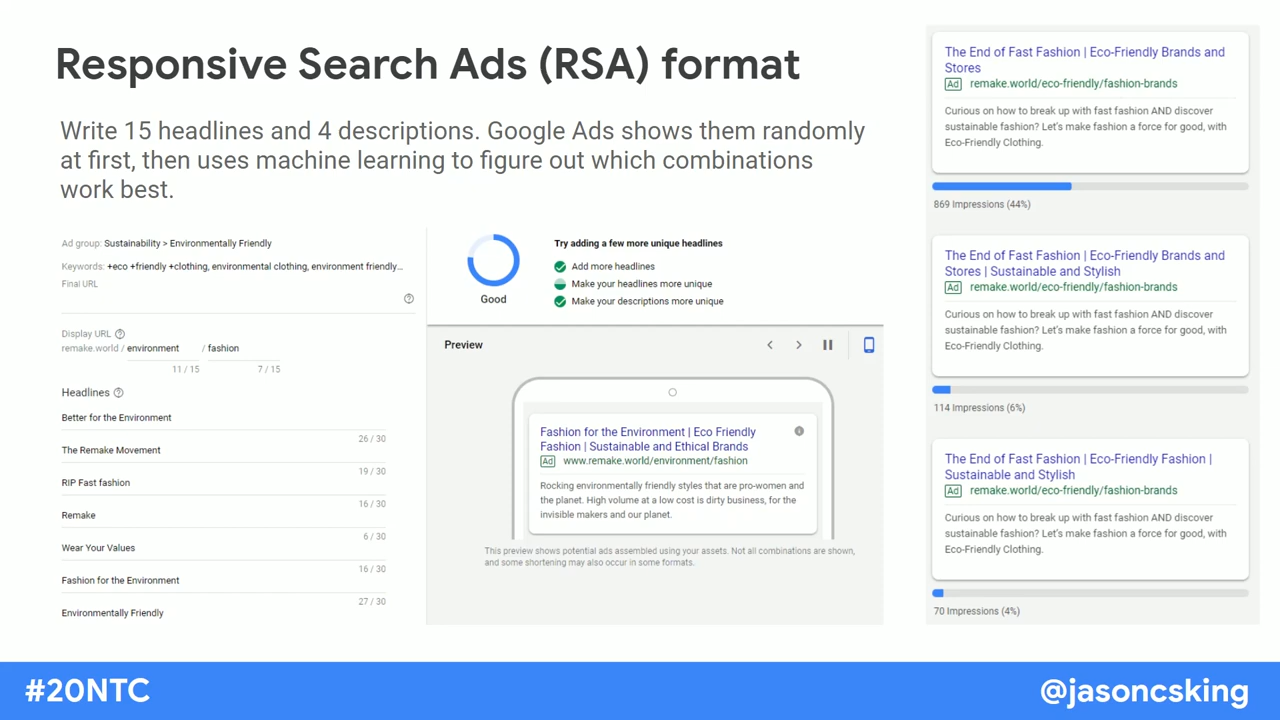 Responsive Search Ads (RSA) format
Write 15 headlines and 4 descriptions. Google Ads shows them randomly
at first, then uses machine learning to figure out which combinations
work best.
Ad group: Sustainability > Environmentally Friendly
Keywords: +eco +friendly +clothing, environmental clothing, environment friendly...
Final URL
Display URL
remake.world / environment / fashion
11 / 15 7 / 15
Headlines
Better for the Environment
26 / 30
The Remake Movement
19 / 30
RIP Fast fashion
16 / 30
Remake
6 / 30
Wear Your Values
16 / 30
Fashion for the Environment
27 / 30
Environmentally Friendly
Good
Try adding a few more unique headlines
Add more headlines
Make your headlines more unique
Make your descriptions more unique
Preview
Fashion for the Environment | Eco Friendly
Fashion | Sustainable and Ethical Brands
Ad www.remake.world/environment/fashion
Rocking environmentally friendly styles that are pro-women and
the planet. High volume at a low cost is dirty business, for the
invisible makers and our planet.
This preview shows potential ads assembled using your assets. Not all combinations are shown,
and some shortening may also occur in some formats.
The End of Fast Fashion | Eco-Friendly Brands and
Stores
Ad remake.world/eco-friendly/fashion-brands
Curious on how to break up with fast fashion AND discover
sustainable fashion? Let's make fashion a force for good, with
Eco-Friendly Clothing.
869 Impressions (44%)
The End of Fast Fashion | Eco-Friendly Brands and
Stores | Sustainable and Stylish
Ad remake.world/eco-friendly/fashion-brands
Curious on how to break up with fast fashion AND discover
sustainable fashion? Let's make fashion a force for good, with
Eco-Friendly Clothing.
114 Impressions (6%)
The End of Fast Fashion | Eco-Friendly Fashion |
Sustainable and Stylish
Ad remake.world/eco-friendly/fashion-brands
Curious on how to break up with fast fashion AND discover
sustainable fashion? Let's make fashion a force for good, with
Eco-Friendly Clothing.
70 Impressions (4%)
#20NTC
@jasoncsking